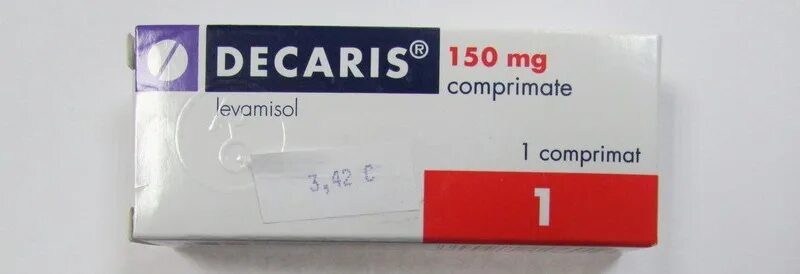 DECARIS® 150 mg
comprimate
levamisol
1 comprimat
3,42 €
1